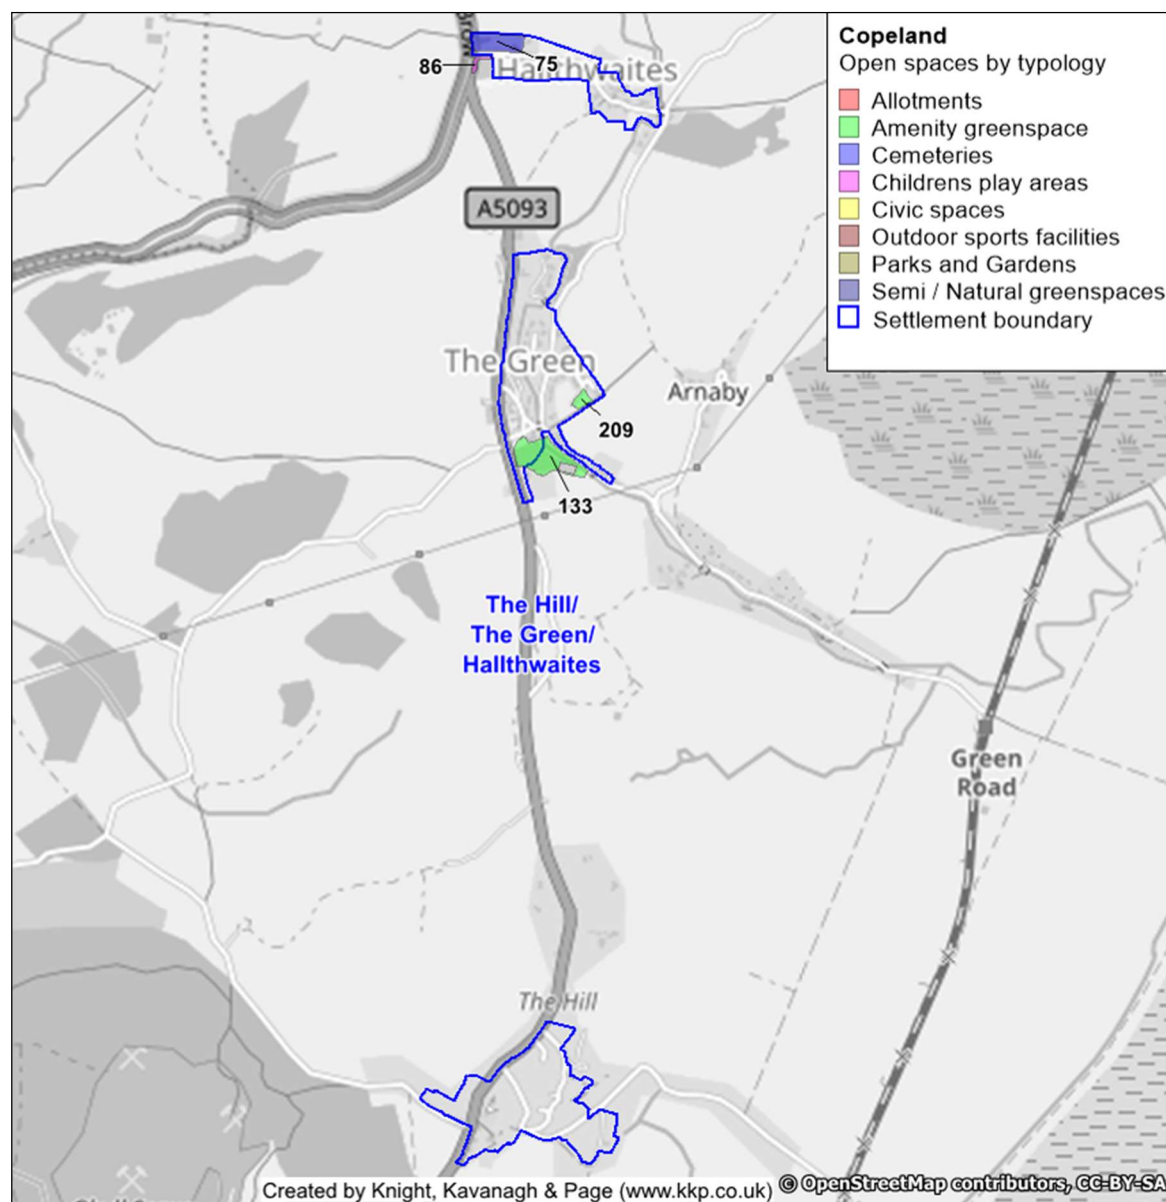 Copeland
Open spaces by typology
Allotments
Amenity greenspace
Cemeteries
Childrens play areas
Civic spaces
Outdoor sports facilities
Parks and Gardens
Semi / Natural greenspaces
Settlement boundary
86
75
Hallthwaites
A5093
The Green
Arnaby
209
133
The Hill/
The Green/
Hallthwaites
Green
Road
The Hill
Created by Knight, Kavanagh & Page (www.kkp.co.uk) © OpenStreetMap contributors, CC-BY-SA